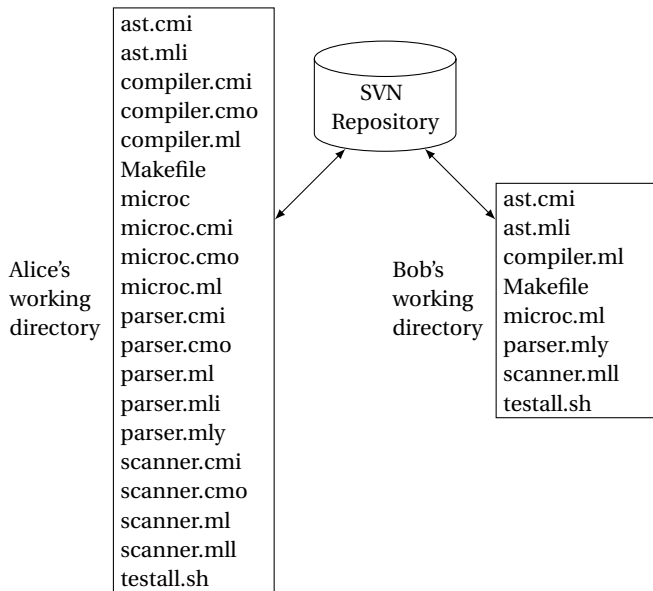 ast.cmi
ast.mli
compiler.cmi
compiler.cmo
compiler.ml
Makefile
microc
microc.cmi
microc.cmo
microc.ml
parser.cmi
parser.cmo
parser.ml
parser.mli
parser.mly
scanner.cmi
scanner.cmo
scanner.ml
scanner.mll
testall.sh
Alice's
working
directory
SVN
Repository
Bob's
working
directory
ast.cmi
ast.mli
compiler.ml
Makefile
microc.ml
parser.mly
scanner.mll
testall.sh